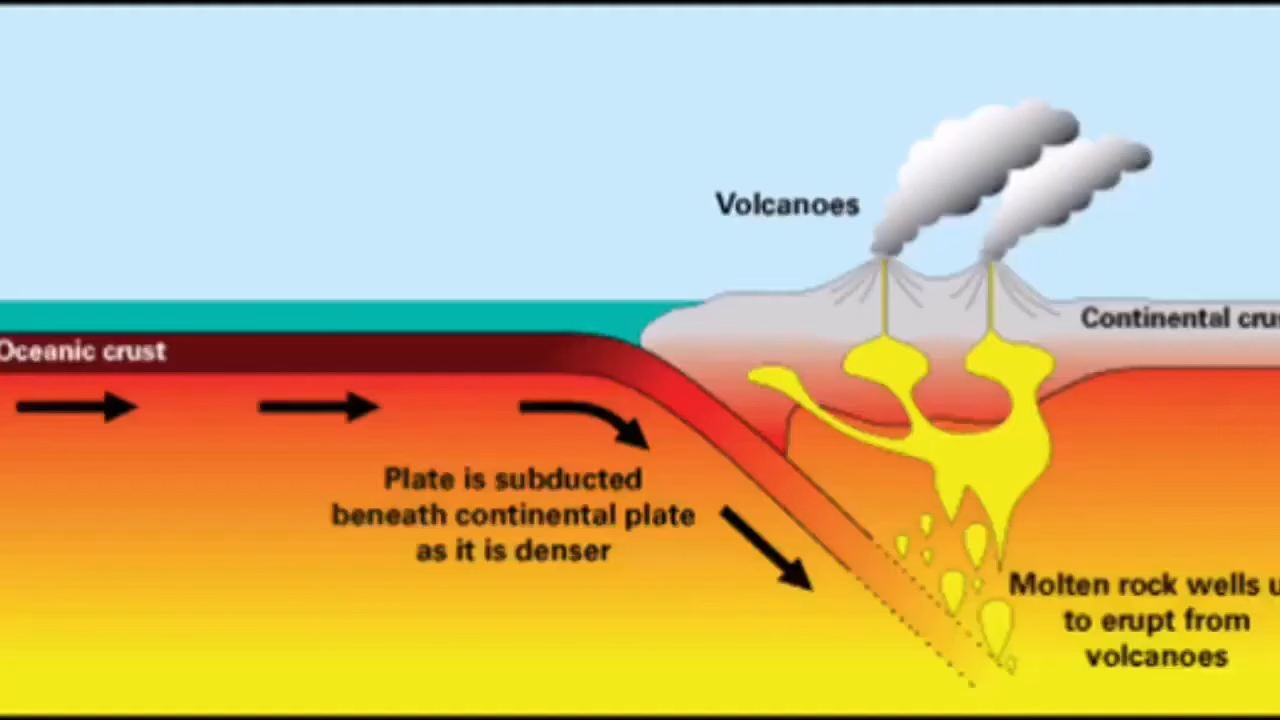 Volcanoes
Continental crus
Oceanic crust
Plate is subducted
beneath continental plate
as it is denser
Molten rock wells u
to erupt from
volcanoes